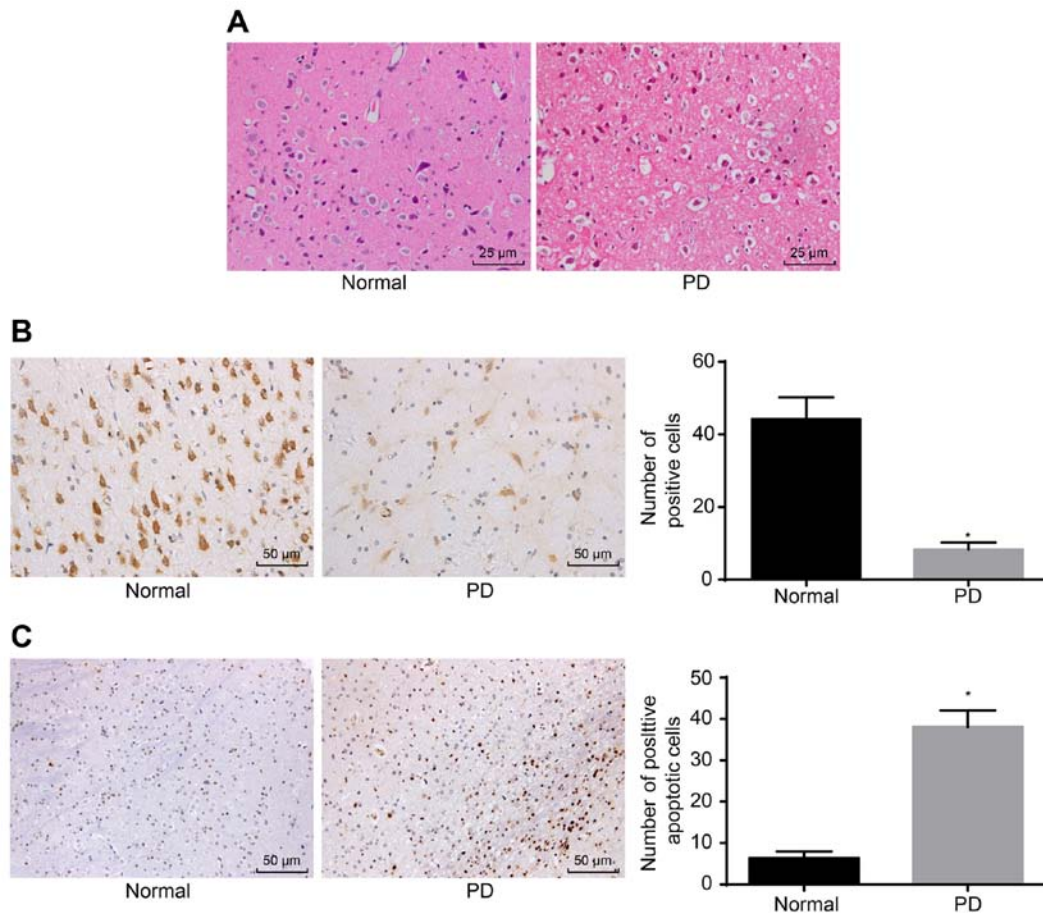 A
25 µm
25 µm
Normal
PD
B
50 µm
50 µm
Normal
PD
Number of
positive cells
60
40
20
0
*
Normal
PD
C
50 µm
50 µm
Normal
PD
Number of posititive
apoptotic cells
50
40
30
20
10
0
*
Normal
PD